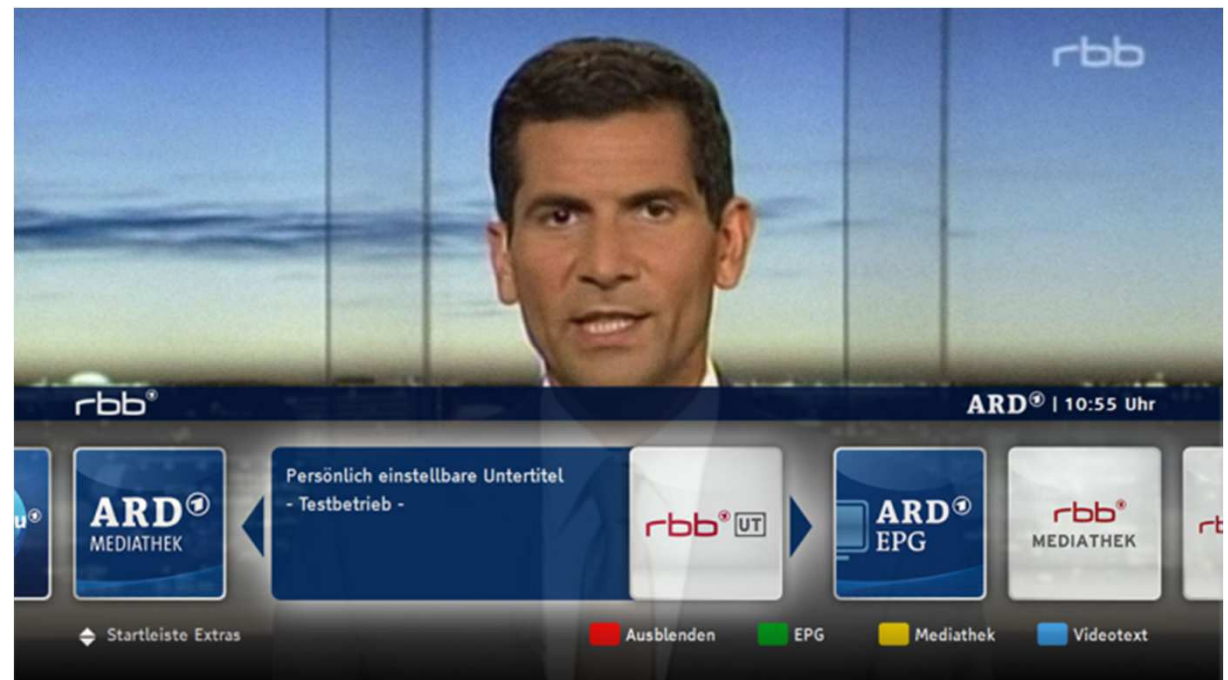 rbb
rbb
ARD | 10:55 Uhr
ARD
MEDIATHEK
Persönlich einstellbare Untertitel
- Testbetrieb -
rbb UT
ARD
EPG
rbb
MEDIATHEK
Startleiste Extras
Ausblenden
EPG
Mediathek
Videotext